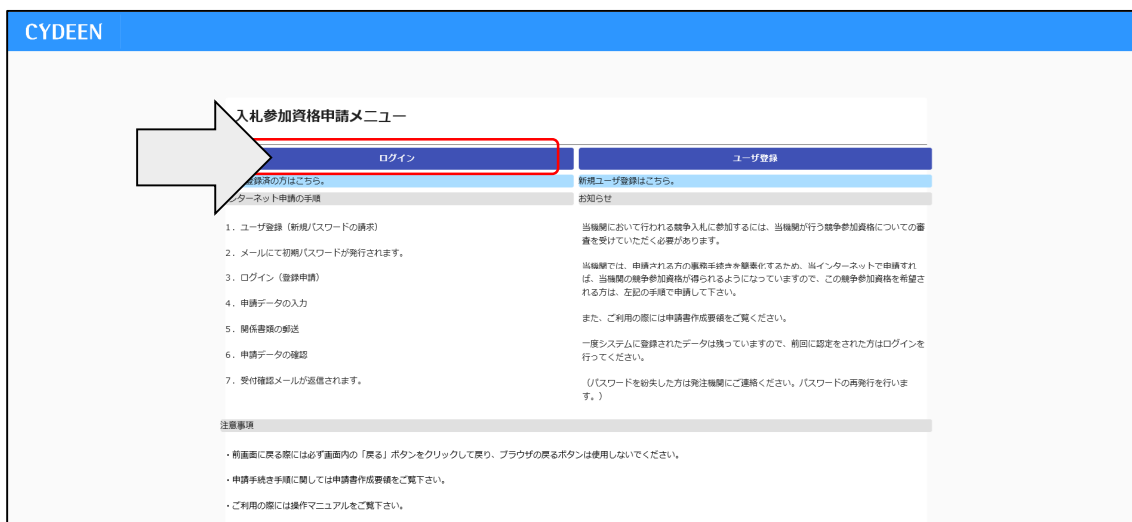 CYDEEN
入札参加資格申請メニュー
ログイン
ユーザ登録
登録済の方はこちら。
新規ユーザ登録はこちら。
ターネット申請の手順
お知らせ
1．ユーザ登録（新規パスワードの請求）
2．メールにて初期パスワードが発行されます。
3．ログイン（登録申請）
4．申請データの入力
5．関係書類の郵送
6．申請データの確認
7．受付確認メールが返信されます。
当機関において行われる競争入札に参加するには、当機関が行う競争参加資格についての審
査を受けていただく必要があります。
当機関では、申請される方の事務手続きを簡素化するため、当インターネットで申請すれ
ば、当機関の競争参加資格が得られるようになっていますので、この競争参加資格を希望さ
れる方は、左記の手順で申請して下さい。
また、ご利用の際には申請書作成要領をご覧ください。
一度システムに登録されたデータは残っていますので、前回に認定をされた方はログインを
行ってください。
（パスワードを紛失した方は発注機関にご連絡ください。パスワードの再発行を行いま
す。）
注意事項
・前画面に戻る際には必ず画面内の「戻る」ボタンをクリックして戻り、ブラウザの戻るボタンは使用しないでください。
・申請手続き手順に関しては申請書作成要領をご覧下さい。
・ご利用の際には操作マニュアルをご覧下さい。